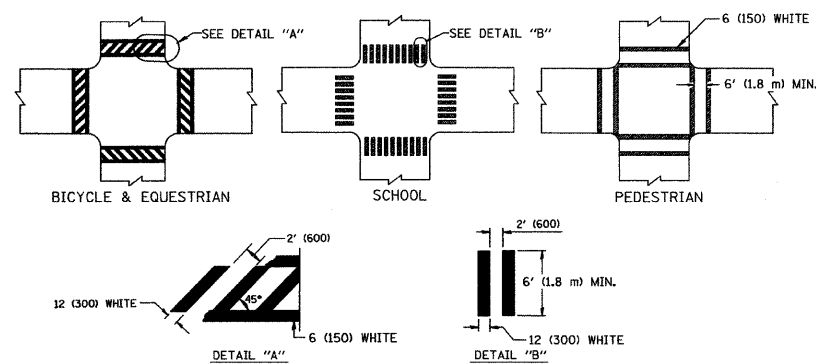 SEE DETAIL "A"
BICYCLE & EQUESTRIAN
SEE DETAIL "B"
SCHOOL
6 (150) WHITE
6' (1.8 m) MIN.
PEDESTRIAN
2' (600)
12 (300) WHITE
45°
6 (150) WHITE
DETAIL "A"
2' (600)
6' (1.8 m) MIN.
12 (300) WHITE
DETAIL "B"